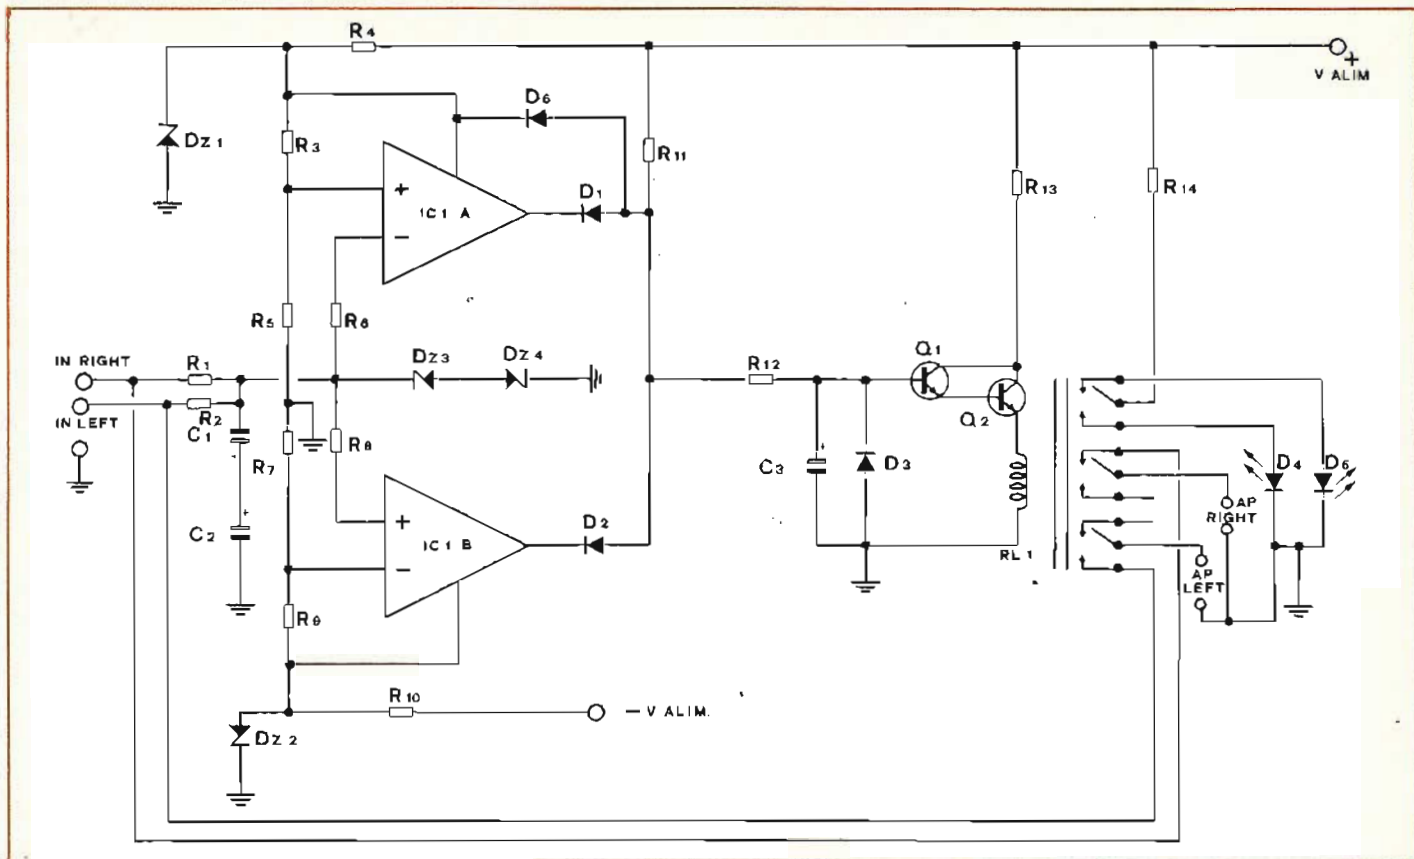 R4
+
V ALIM
D6
Dz1
R3
R11
D1
R13
R14
+
IC1 A
−
R5
R6
IN RIGHT
R1
Dz3
Dz4
R12
Q1
Q2
R2
IN LEFT
C1
R7
R8
+
C3
D3
D4
D5
AP
RIGHT
+
C2
D2
+
IC1 B
−
RL 1
AP
LEFT
R9
R10
− V ALIM.
Dz2